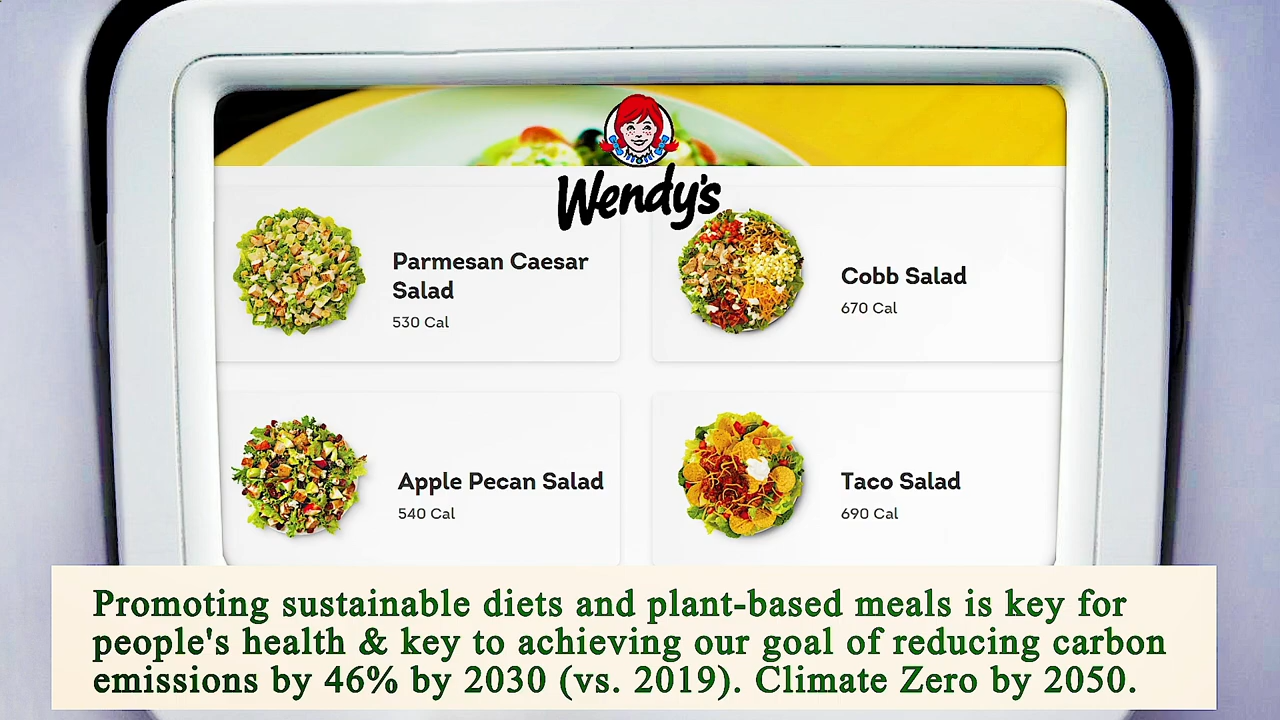 Wendy's
Parmesan Caesar
Salad
530 Cal
Cobb Salad
670 Cal
Apple Pecan Salad
540 Cal
Taco Salad
690 Cal
Promoting sustainable diets and plant-based meals is key for
people's health & key to achieving our goal of reducing carbon
emissions by 46% by 2030 (vs. 2019). Climate Zero by 2050.